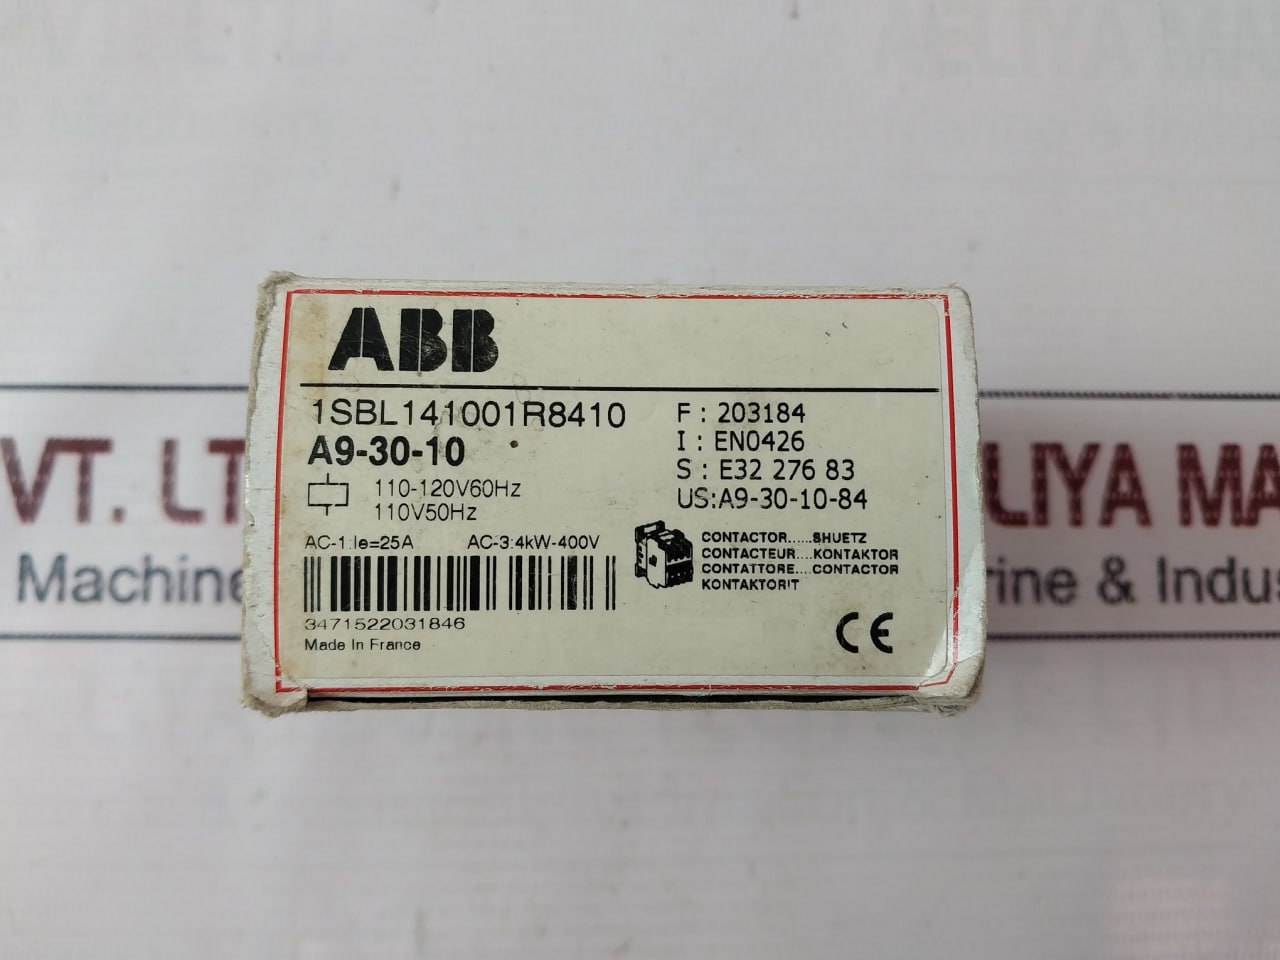 ABB
1SBL141001R8410
A9-30-10
110-120V60Hz
110V50Hz
AC-1:Ie=25A AC-3:4kW-400V
3471522031846
Made In France
F : 203184
I : EN0426
S : E32 276 83
US:A9-30-10-84
CONTACTOR.....SHUETZ
CONTACTEUR....KONTAKTOR
CONTATTORE....CONTACTOR
KONTAKTORIT
CE
VT. LT
LIYA MA
Machine
rine & Indus